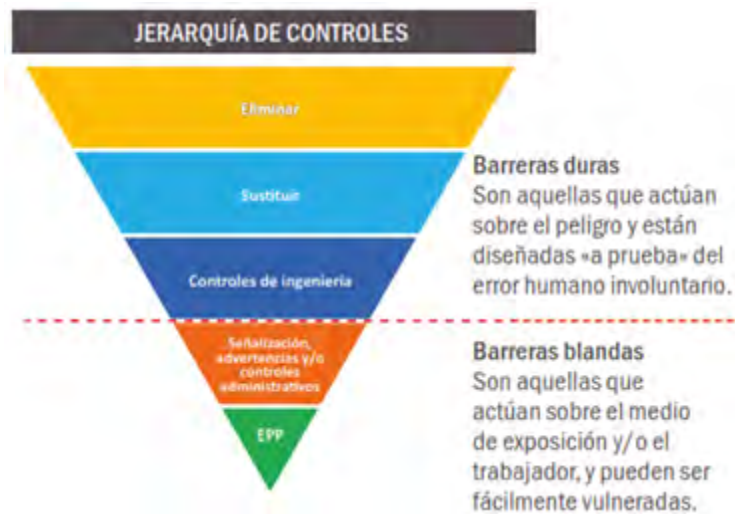 JERARQUÍA DE CONTROLES
Eliminar
Sustituir
Controles de ingeniería
Señalización,
advertencias y/o
controles
administrativos
EPP
Barreras duras
Son aquellas que actúan
sobre el peligro y están
diseñadas «a prueba» del
error humano involuntario.
Barreras blandas
Son aquellas que
actúan sobre el medio
de exposición y/o el
trabajador, y pueden ser
fácilmente vulneradas.